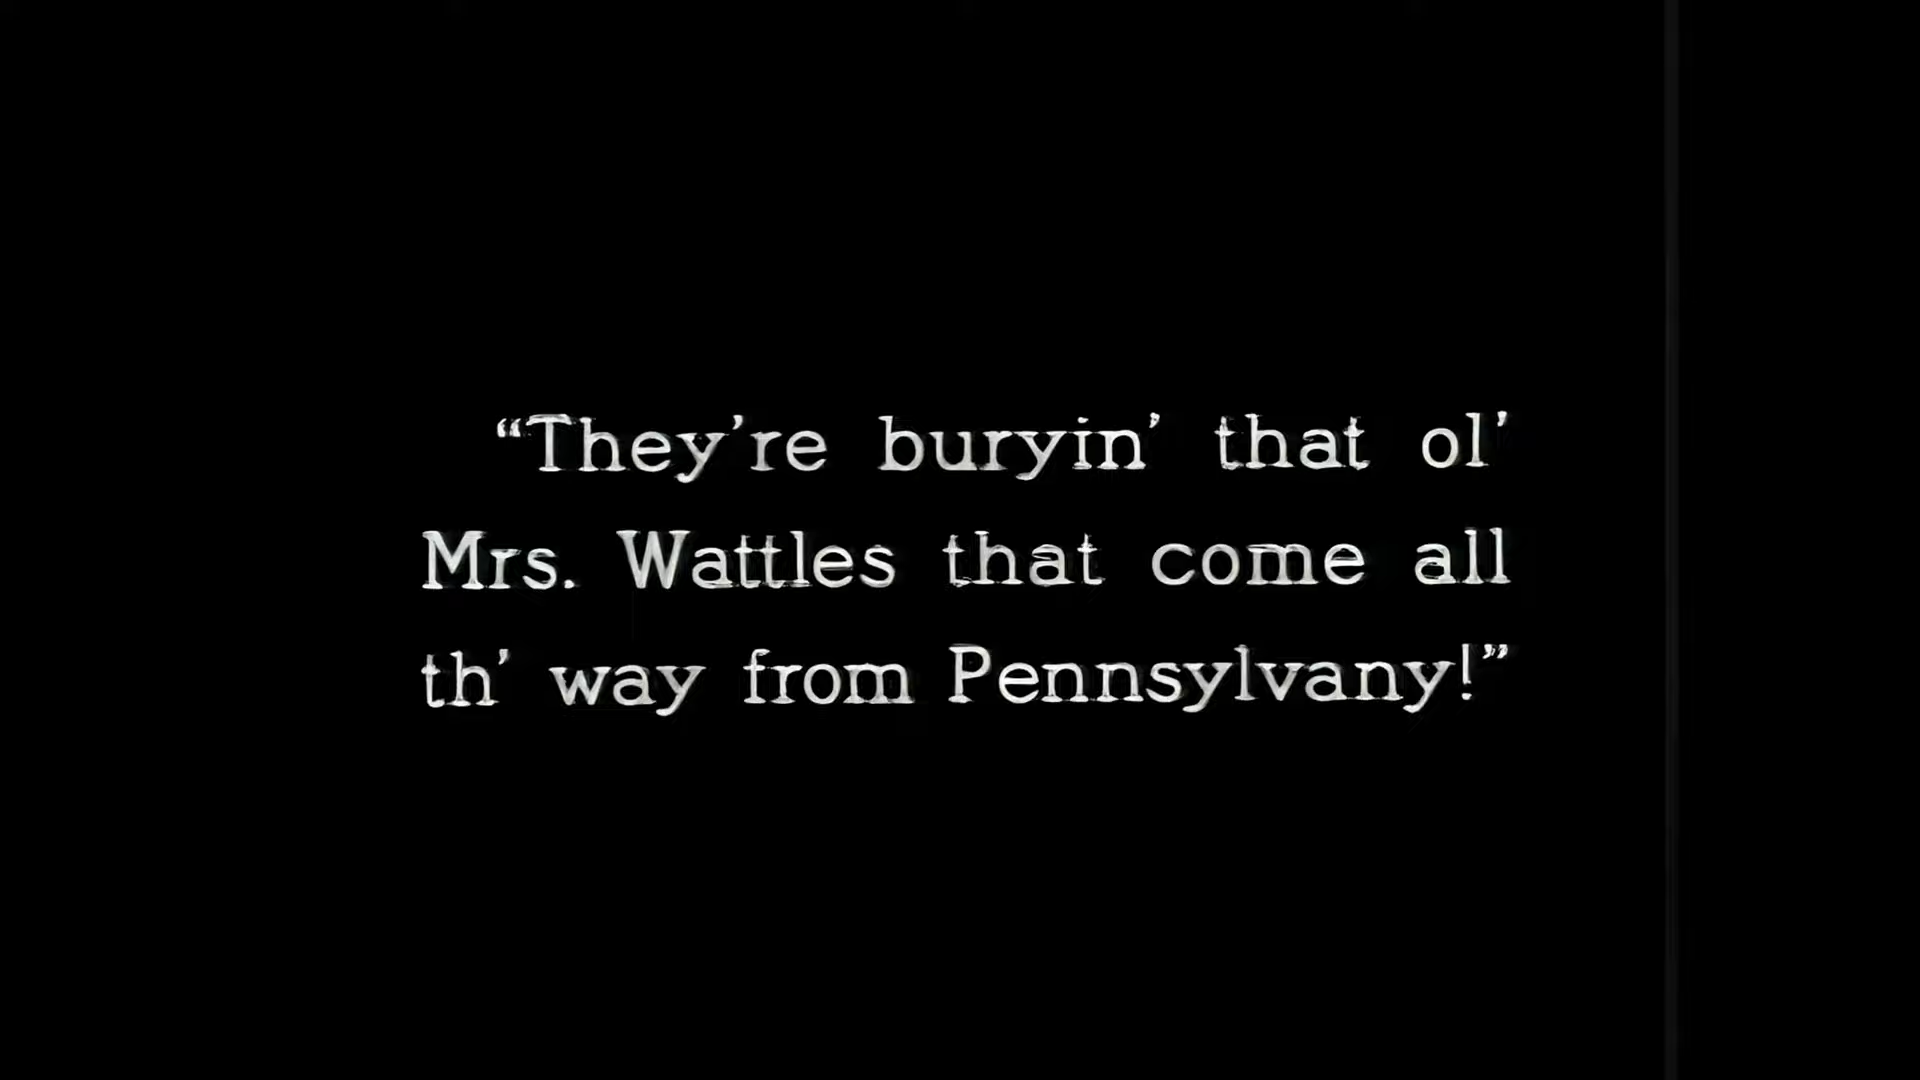 “They’re buryin’ that ol’
Mrs. Wattles that come all
th’ way from Pennsylvany!”